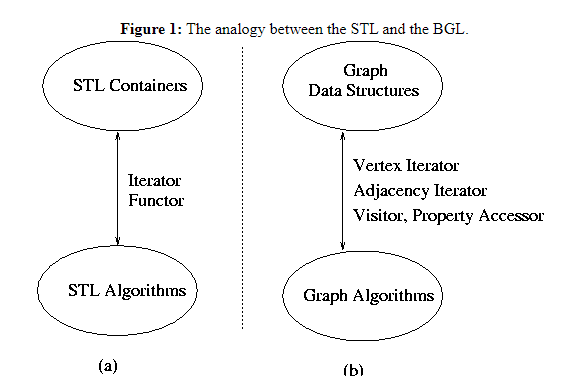 Figure 1: The analogy between the STL and the BGL.
STL Containers
Iterator
Functor
STL Algorithms
(a)
Graph
Data Structures
Vertex Iterator
Adjacency Iterator
Visitor, Property Accessor
Graph Algorithms
(b)